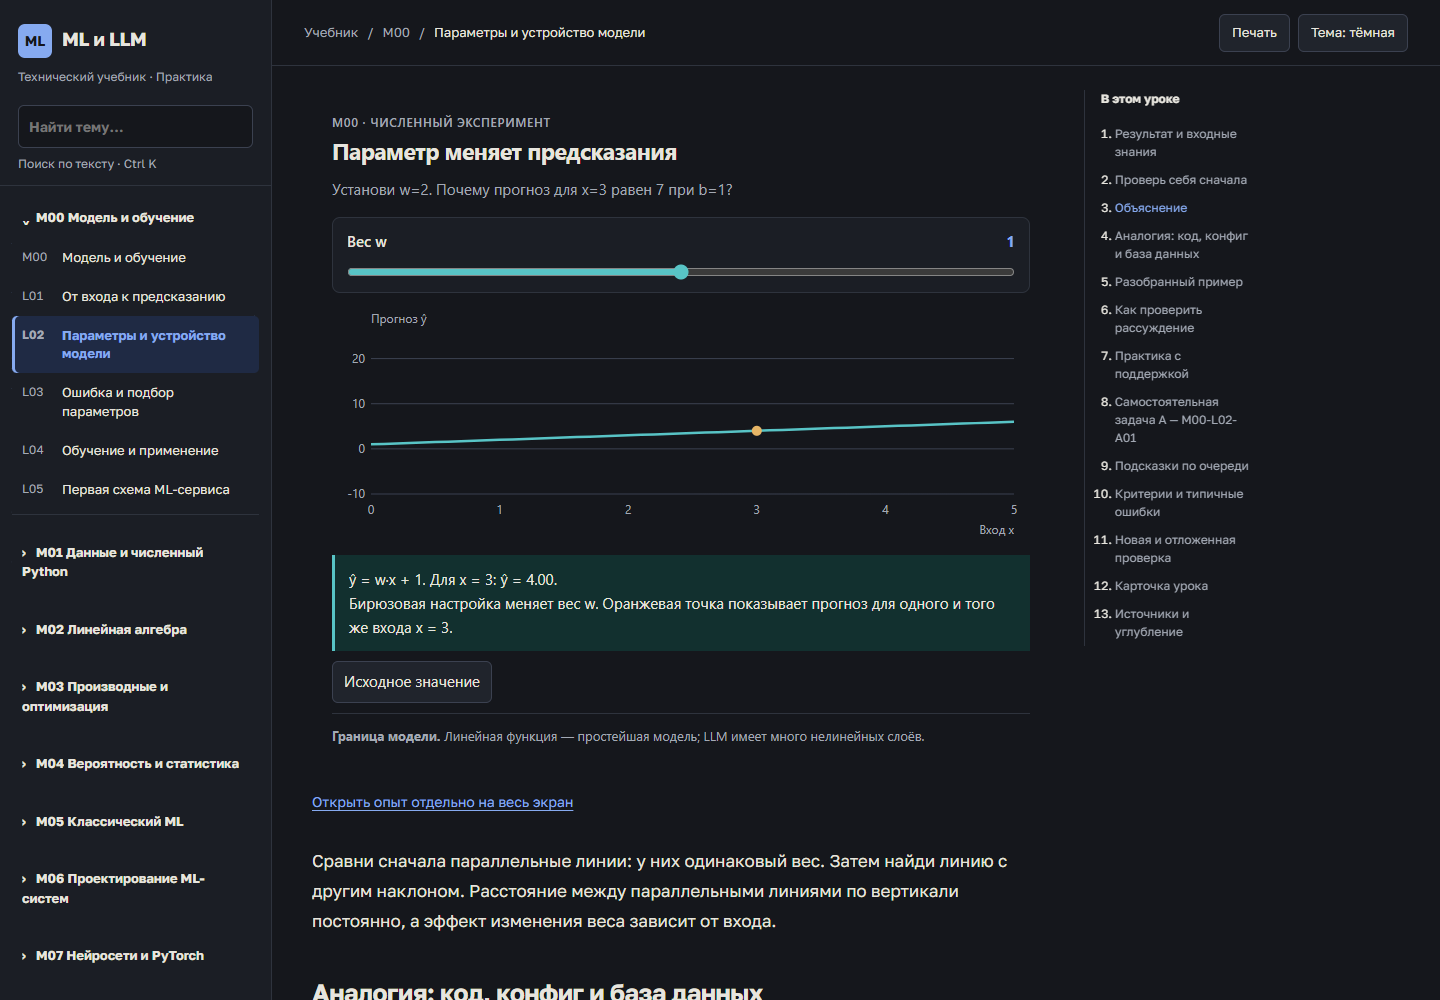 ML
ML и LLM
Технический учебник · Практика
Найти тему...
Поиск по тексту · Ctrl K
M00 Модель и обучение
M00 Модель и обучение
L01 От входа к предсказанию
L02 Параметры и устройство
модели
L03 Ошибка и подбор
параметров
L04 Обучение и применение
L05 Первая схема ML-сервиса
M01 Данные и численный
Python
M02 Линейная алгебра
M03 Производные и
оптимизация
M04 Вероятность и статистика
M05 Классический ML
M06 Проектирование ML-
систем
M07 Нейросети и PyTorch
Учебник / M00 / Параметры и устройство модели
Печать
Тема: тёмная
M00 · ЧИСЛЕННЫЙ ЭКСПЕРИМЕНТ
Параметр меняет предсказания
Установи w=2. Почему прогноз для x=3 равен 7 при b=1?
Вес w 1
Прогноз ŷ
20
10
0
-10
0 1 2 3 4 5
Вход x
ŷ = w·x + 1. Для x = 3: ŷ = 4.00.
Бирюзовая настройка меняет вес w. Оранжевая точка показывает прогноз для одного и того
же входа x = 3.
Исходное значение
Граница модели. Линейная функция — простейшая модель; LLM имеет много нелинейных слоёв.
Открыть опыт отдельно на весь экран
Сравни сначала параллельные линии: у них одинаковый вес. Затем найди линию с
другим наклоном. Расстояние между параллельными линиями по вертикали
постоянно, а эффект изменения веса зависит от входа.
Аналогия: код, конфиг и база данных
В этом уроке
1. Результат и входные
знания
2. Проверь себя сначала
3. Объяснение
4. Аналогия: код, конфиг
и база данных
5. Разобранный пример
6. Как проверить
рассуждение
7. Практика с
поддержкой
8. Самостоятельная
задача A — M00-L02-
A01
9. Подсказки по очереди
10. Критерии и типичные
ошибки
11. Новая и отложенная
проверка
12. Карточка урока
13. Источники и
углубление